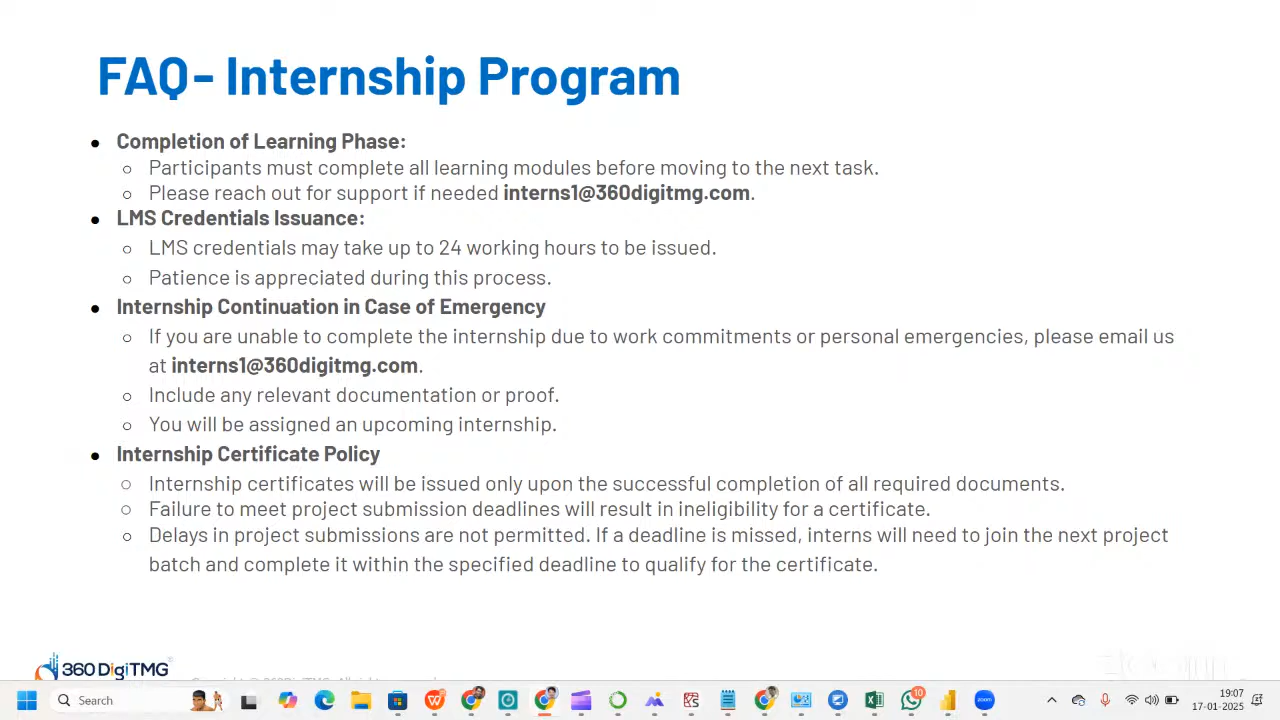 FAQ- Internship Program
● Completion of Learning Phase:
○ Participants must complete all learning modules before moving to the next task.
○ Please reach out for support if needed interns1@360digitmg.com.
● LMS Credentials Issuance:
○ LMS credentials may take up to 24 working hours to be issued.
○ Patience is appreciated during this process.
● Internship Continuation in Case of Emergency
○ If you are unable to complete the internship due to work commitments or personal emergencies, please email us
at interns1@360digitmg.com.
○ Include any relevant documentation or proof.
○ You will be assigned an upcoming internship.
● Internship Certificate Policy
○ Internship certificates will be issued only upon the successful completion of all required documents.
○ Failure to meet project submission deadlines will result in ineligibility for a certificate.
○ Delays in project submissions are not permitted. If a deadline is missed, interns will need to join the next project
batch and complete it within the specified deadline to qualify for the certificate.
360DigiTMG
Search
10
zoom
19:07
17-01-2025